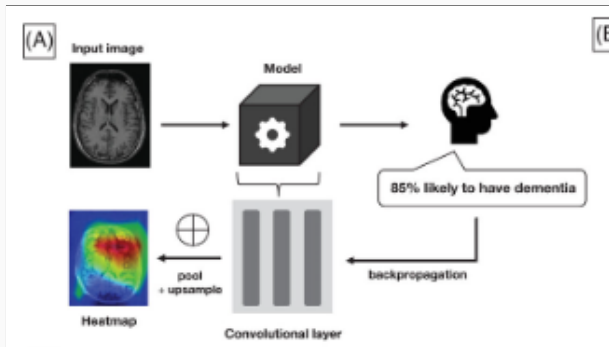 (A)
Input image
Model
85% likely to have dementia
backpropagation
pool
+ upsample
Heatmap
Convolutional layer